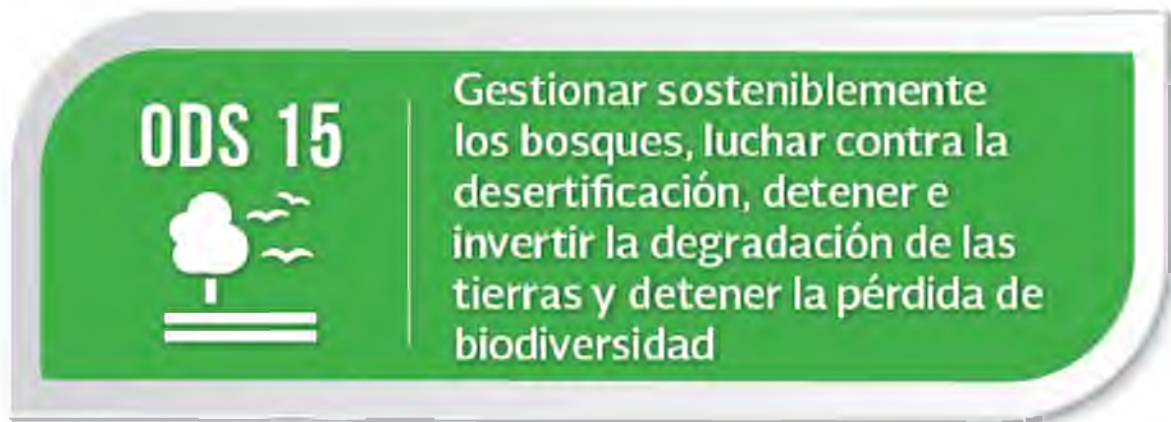 ODS 15
Gestionar sosteniblemente
los bosques, luchar contra la
desertificación, detener e
invertir la degradación de las
tierras y detener la pérdida de
biodiversidad